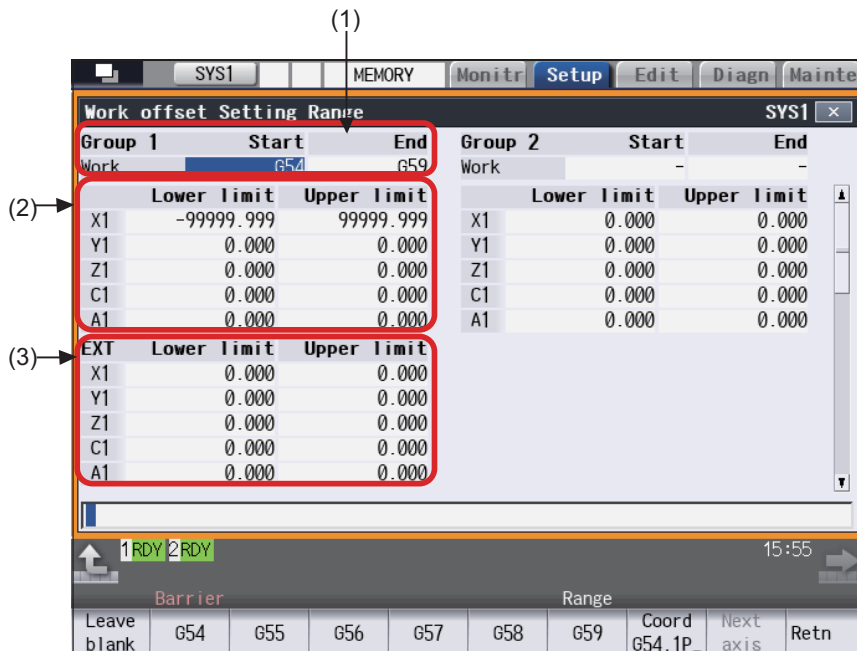 (1)
SYS1 MEMORY Monitr Setup Edit Diagn Mainte
Work offset Setting Range SYS1 ×
Group 1 Start End Group 2 Start End
Work G54 G59 Work - -
(2)
Lower limit Upper limit Lower limit Upper limit
X1 -99999.999 99999.999 X1 0.000 0.000
Y1 0.000 0.000 Y1 0.000 0.000
Z1 0.000 0.000 Z1 0.000 0.000
C1 0.000 0.000 C1 0.000 0.000
A1 0.000 0.000 A1 0.000 0.000
(3)
EXT Lower limit Upper limit
X1 0.000 0.000
Y1 0.000 0.000
Z1 0.000 0.000
C1 0.000 0.000
A1 0.000 0.000
1RDY 2RDY 15:55
Barrier Range
Leave blank G54 G55 G56 G57 G58 G59 Coord G54.1P_ Next axis Retn